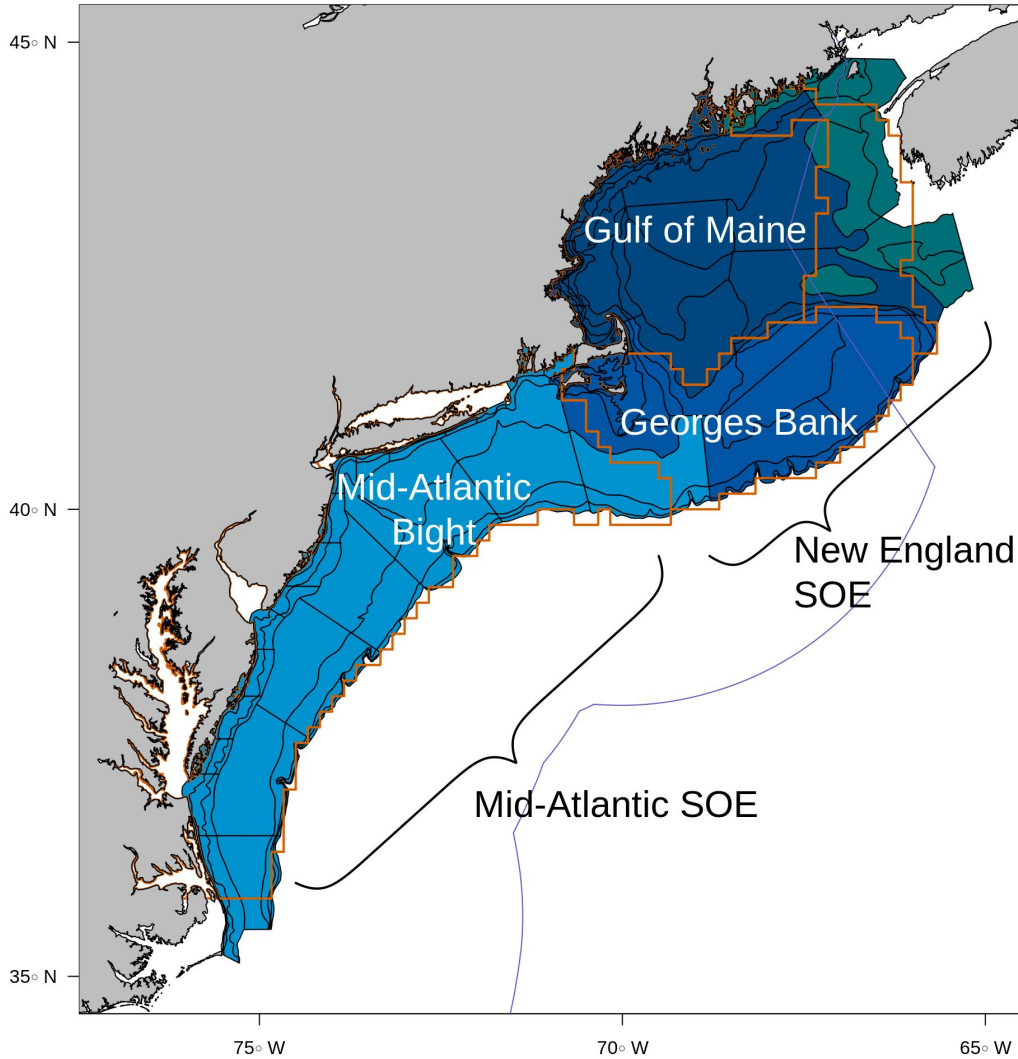 45○ N
Gulf of Maine
Georges Bank
Mid-Atlantic
Bight
40○ N
New England
SOE
Mid-Atlantic SOE
35○ N
75○ W
70○ W
65○ W